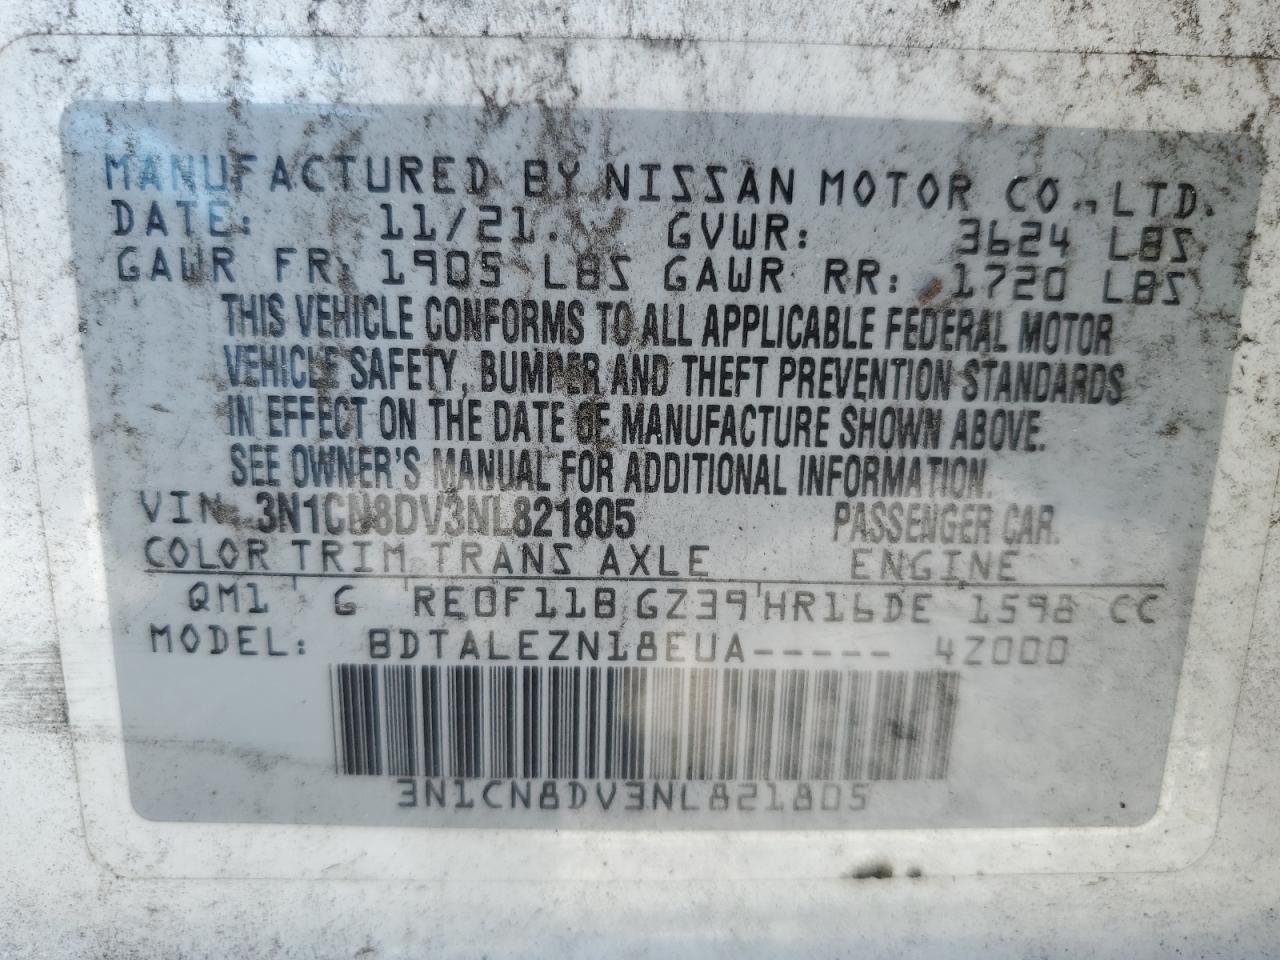 MANUFACTURED BY NISSAN MOTOR CO., LTD.
DATE: 11/21. GVWR: 3624 LBS
GAWR FR: 1905 LBS GAWR RR: 1720 LBS
THIS VEHICLE CONFORMS TO ALL APPLICABLE FEDERAL MOTOR
VEHICLE SAFETY, BUMPER AND THEFT PREVENTION STANDARDS
IN EFFECT ON THE DATE OF MANUFACTURE SHOWN ABOVE.
SEE OWNER'S MANUAL FOR ADDITIONAL INFORMATION.
VIN: 3N1CN8DV3NL821805 PASSENGER CAR.
COLOR TRIM TRANS AXLE ENGINE
QM1 G RE0F11B GZ39 HR16DE 1598 CC
MODEL: BDTALEZN18EUA----- 4Z000
3N1CN8DV3NL821805